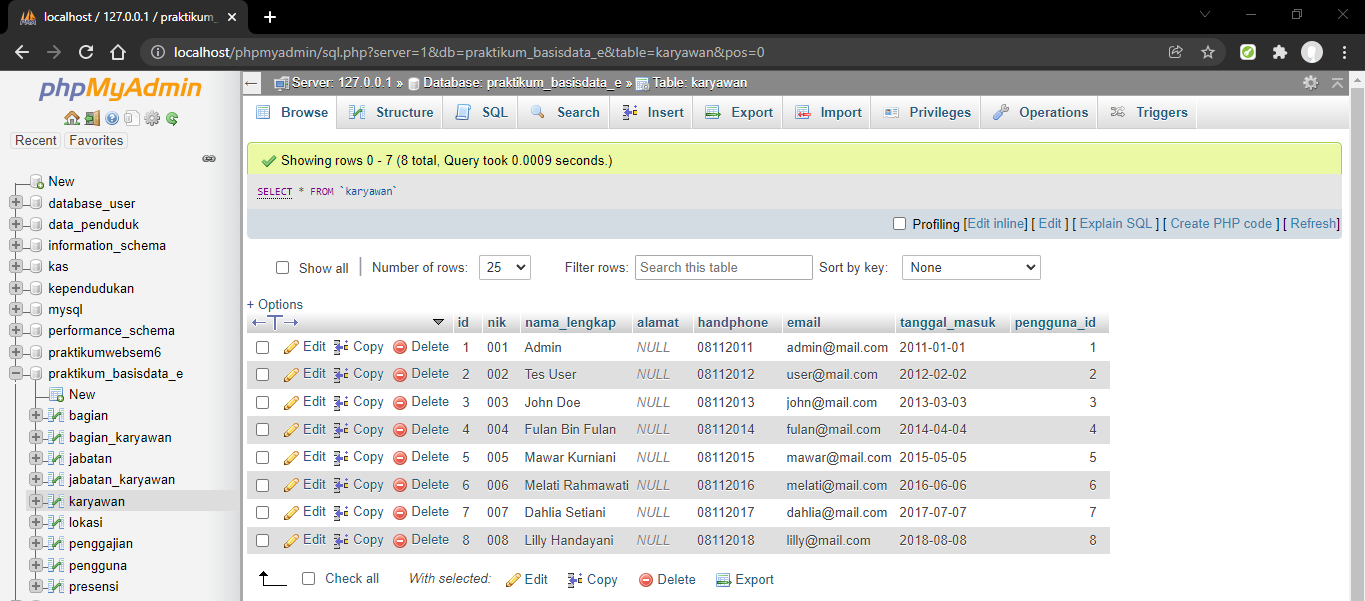 localhost / 127.0.0.1 / praktikum_
localhost/phpmyadmin/sql.php?server=1&db=praktikum_basisdata_e&table=karyawan&pos=0
phpMyAdmin
Recent Favorites
New
database_user
data_penduduk
information_schema
kas
kependudukan
mysql
performance_schema
praktikumwebsem6
praktikum_basisdata_e
New
bagian
bagian_karyawan
jabatan
jabatan_karyawan
karyawan
lokasi
penggajian
pengguna
presensi
Server: 127.0.0.1 » Database: praktikum_basisdata_e » Table: karyawan
Browse Structure SQL Search Insert Export Import Privileges Operations Triggers
Showing rows 0 - 7 (8 total, Query took 0.0009 seconds.)
SELECT * FROM `karyawan`
Profiling [Edit inline] [ Edit ] [ Explain SQL ] [ Create PHP code ] [ Refresh]
Show all | Number of rows: 25 Filter rows: Search this table Sort by key: None
+ Options
←T→ id nik nama_lengkap alamat handphone email tanggal_masuk pengguna_id
Edit Copy Delete 1 001 Admin NULL 08112011 admin@mail.com 2011-01-01 1
Edit Copy Delete 2 002 Tes User NULL 08112012 user@mail.com 2012-02-02 2
Edit Copy Delete 3 003 John Doe NULL 08112013 john@mail.com 2013-03-03 3
Edit Copy Delete 4 004 Fulan Bin Fulan NULL 08112014 fulan@mail.com 2014-04-04 4
Edit Copy Delete 5 005 Mawar Kurniani NULL 08112015 mawar@mail.com 2015-05-05 5
Edit Copy Delete 6 006 Melati Rahmawati NULL 08112016 melati@mail.com 2016-06-06 6
Edit Copy Delete 7 007 Dahlia Setiani NULL 08112017 dahlia@mail.com 2017-07-07 7
Edit Copy Delete 8 008 Lilly Handayani NULL 08112018 lilly@mail.com 2018-08-08 8
Check all With selected: Edit Copy Delete Export